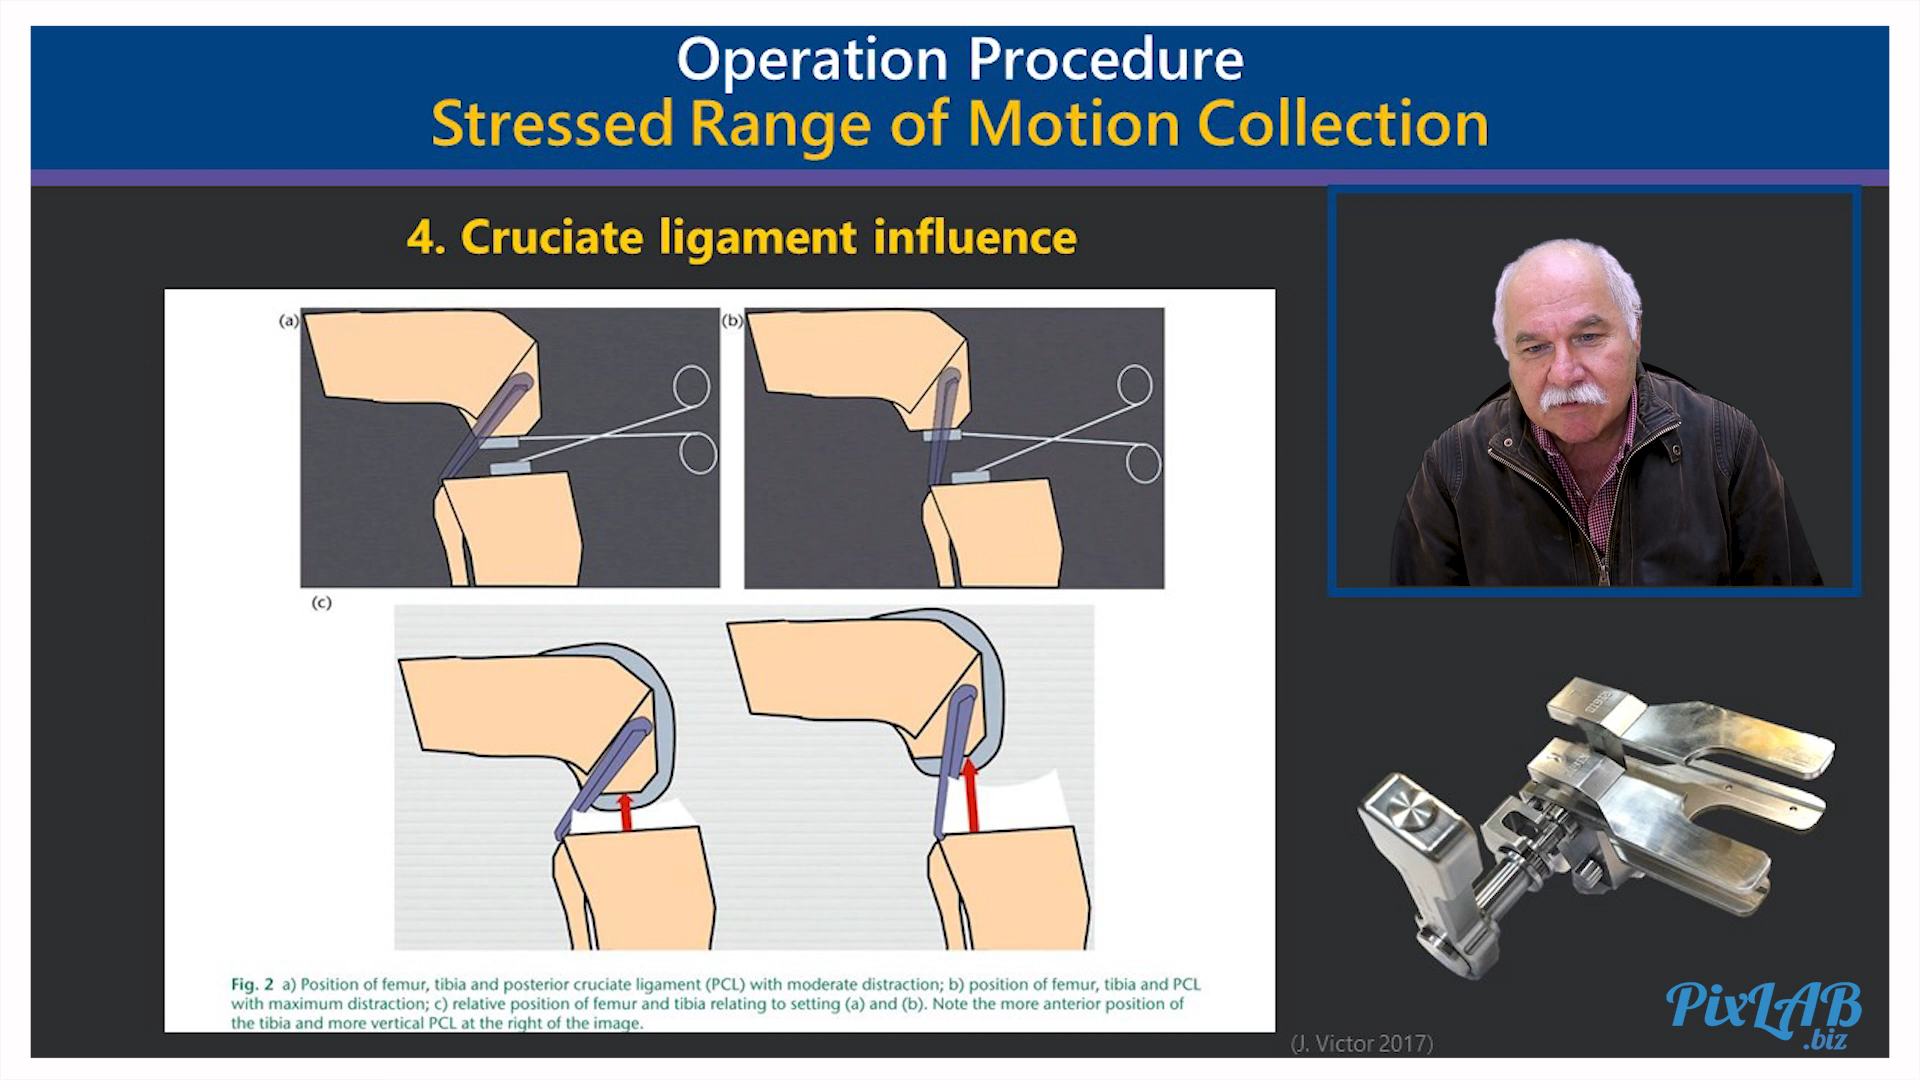 Operation Procedure
Stressed Range of Motion Collection
4. Cruciate ligament influence
(a)
(b)
(c)
Fig. 2 a) Position of femur, tibia and posterior cruciate ligament (PCL) with moderate distraction; b) position of femur, tibia and PCL
with maximum distraction; c) relative position of femur and tibia relating to setting (a) and (b). Note the more anterior position of
the tibia and more vertical PCL at the right of the image.
(J. Victor 2017)
PixLAB
.biz